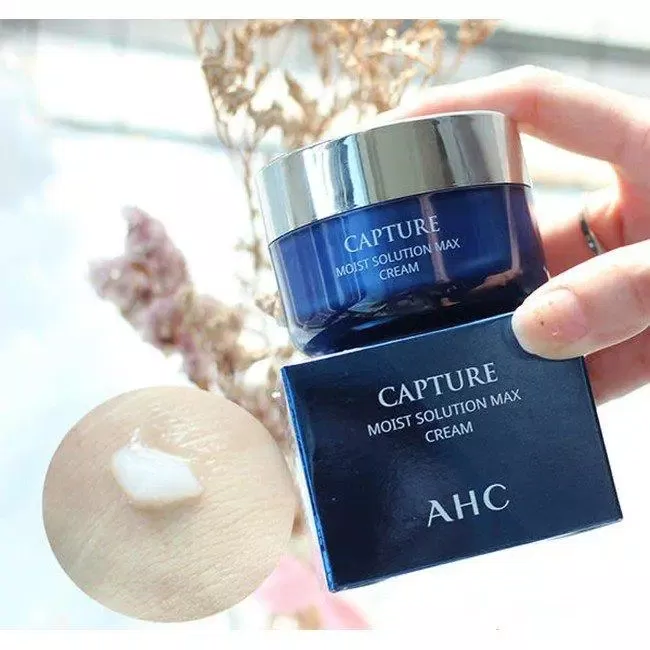 CAPTURE
MOIST SOLUTION MAX
CREAM
CAPTURE
MOIST SOLUTION MAX
CREAM
AHC